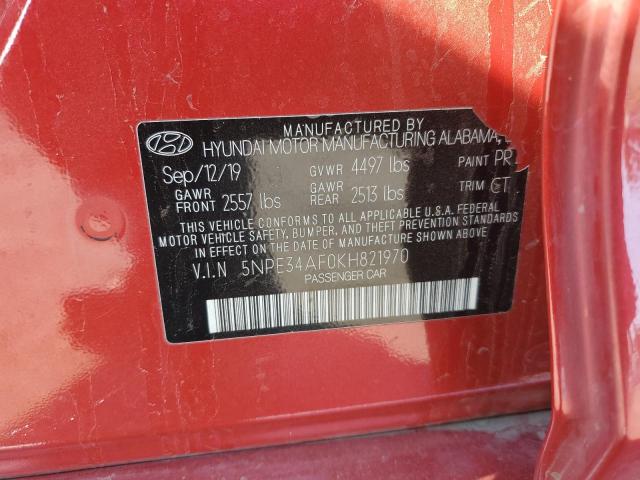 MANUFACTURED BY
HYUNDAI MOTOR MANUFACTURING ALABAMA,
Sep/12/19 GVWR 4497 lbs PAINT PR
GAWR FRONT 2557 lbs GAWR REAR 2513 lbs TRIM CT
THIS VEHICLE CONFORMS TO ALL APPLICABLE U.S.A FEDERAL
MOTOR VEHICLE SAFETY, BUMPER, AND THEFT PREVENTION STANDARDS
IN EFFECT ON THE DATE OF MANUFACTURE SHOWN ABOVE.
V.I.N 5NPE34AF0KH821970
PASSENGER CAR